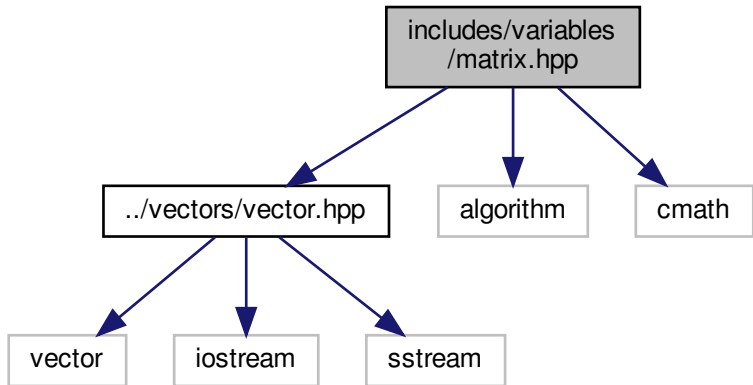 includes/variables
/matrix.hpp
../vectors/vector.hpp
algorithm
cmath
vector
iostream
sstream